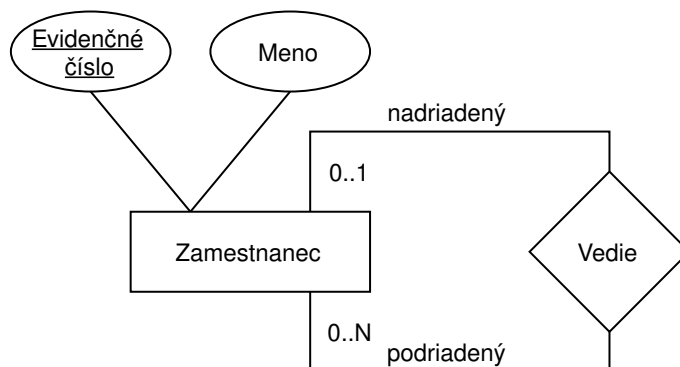 Evidenčné
číslo
Meno
nadriadený
0..1
Zamestnanec
Vedie
0..N
podriadený